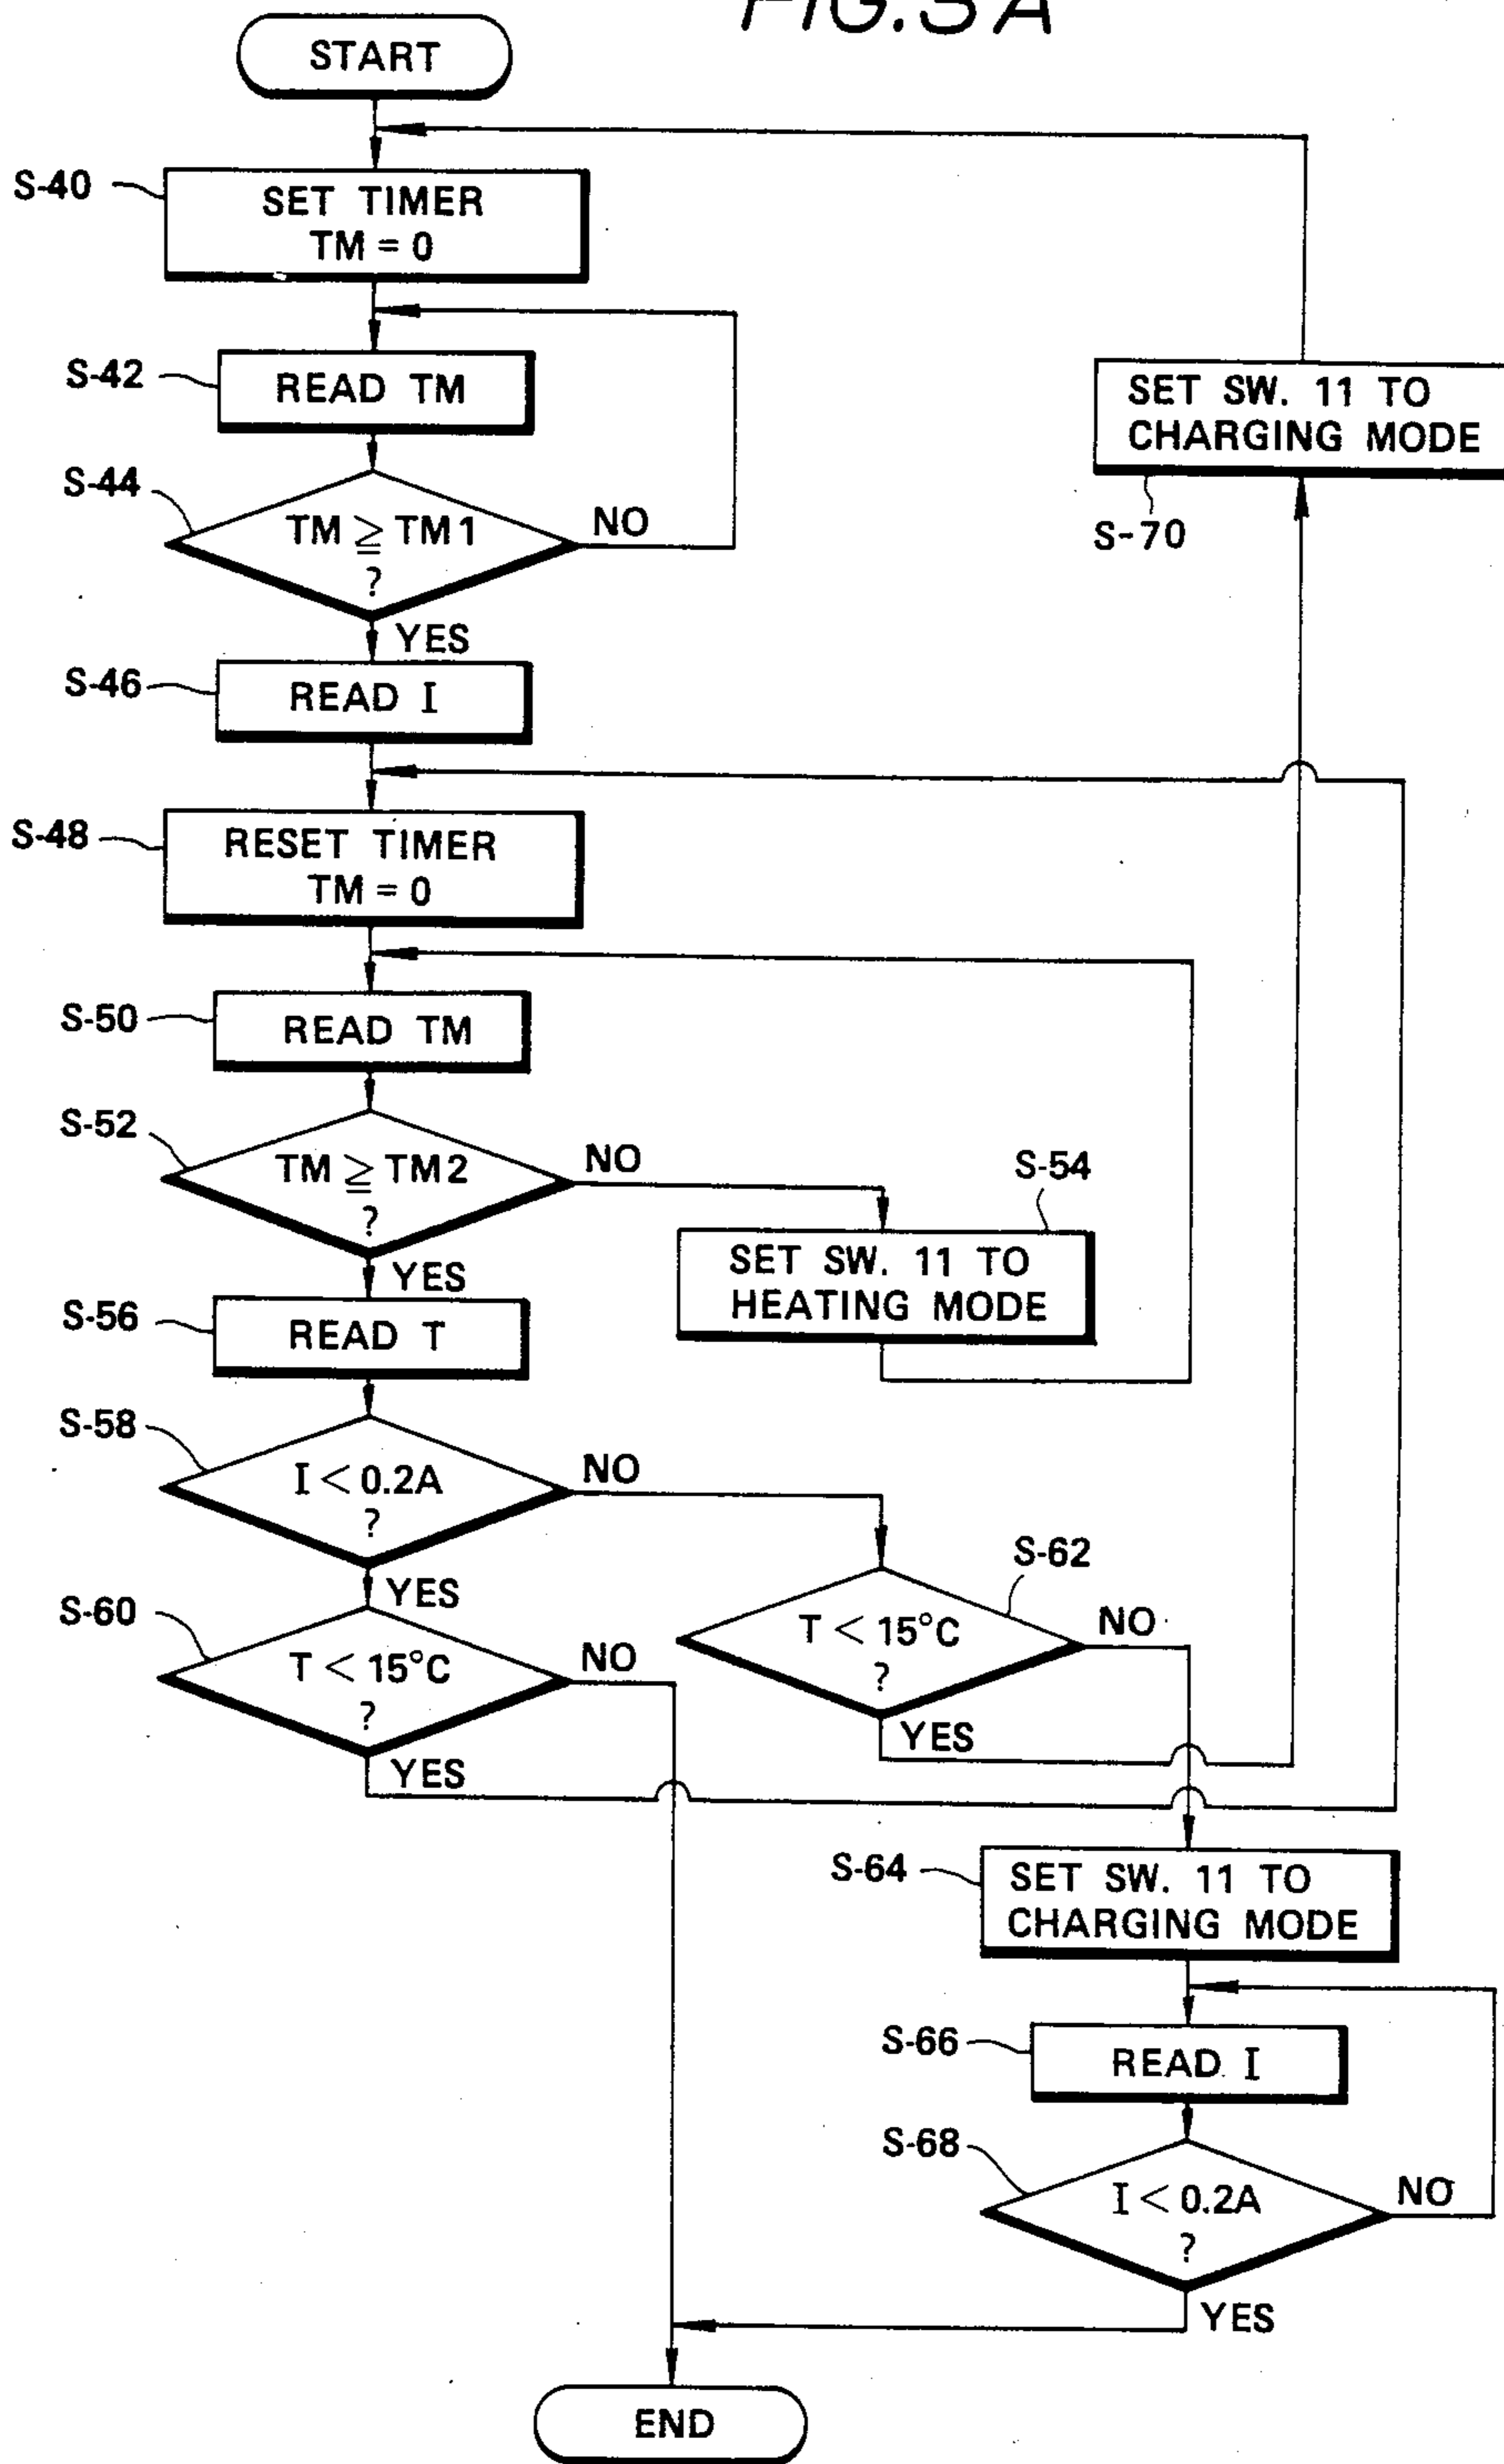 FIG. 3A
START
S-40
SET TIMER
TM = 0
S-42
READ TM
SET SW. 11 TO
CHARGING MODE
S-70
S-44
TM ≧ TM1
?
NO
YES
S-46
READ I
S-48
RESET TIMER
TM = 0
S-50
READ TM
S-52
TM ≧ TM2
?
NO
S-54
SET SW. 11 TO
HEATING MODE
YES
S-56
READ T
S-58
I < 0.2A
?
NO
YES
S-62
T < 15°C
?
NO
YES
S-60
T < 15°C
?
NO
YES
S-64
SET SW. 11 TO
CHARGING MODE
S-66
READ I
S-68
I < 0.2A
?
NO
YES
END